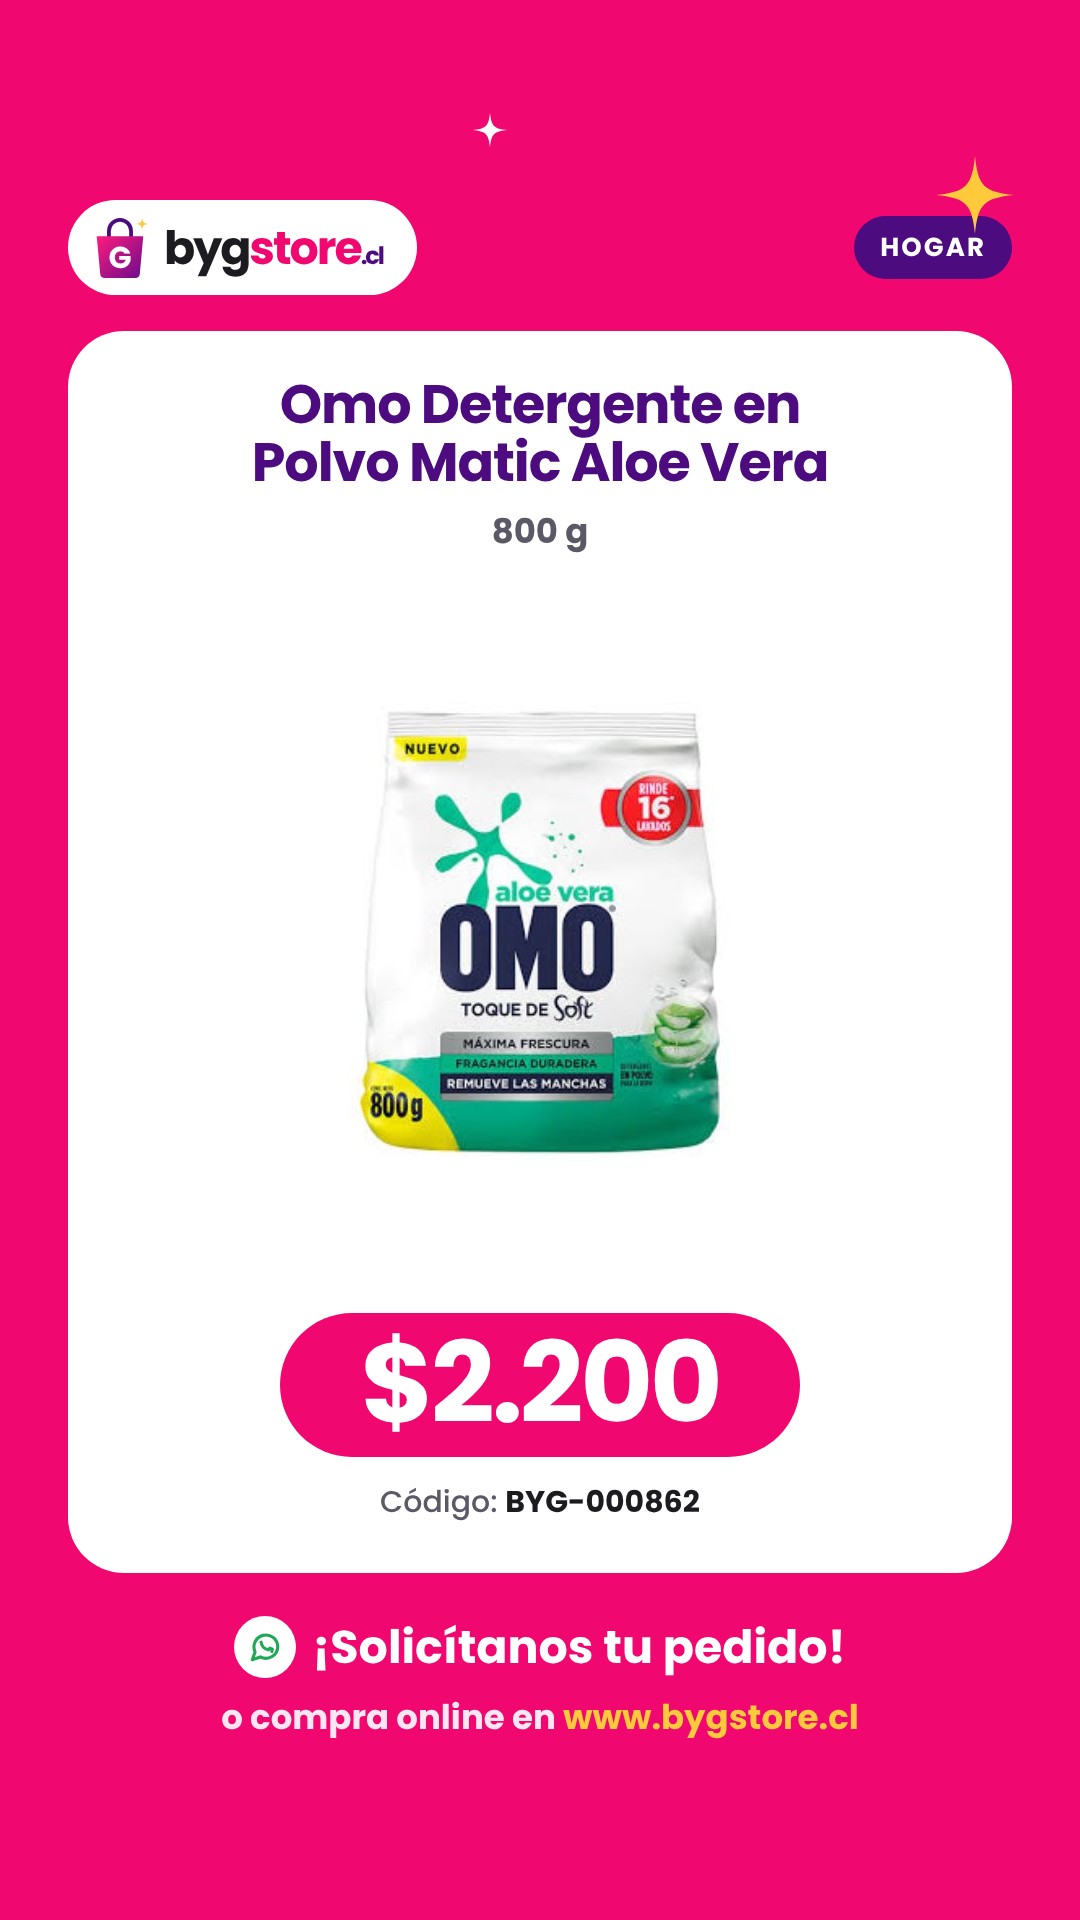 G
bygstore.cl
HOGAR
Omo Detergente en
Polvo Matic Aloe Vera
800 g
NUEVO
RINDE
16*
LAVADOS
aloe vera
OMO
TOQUE DE Soft
MÁXIMA FRESCURA
FRAGANCIA DURADERA
REMUEVE LAS MANCHAS
EN POLVO
800g
$2.200
Código: BYG-000862
¡Solicítanos tu pedido!
o compra online en www.bygstore.cl